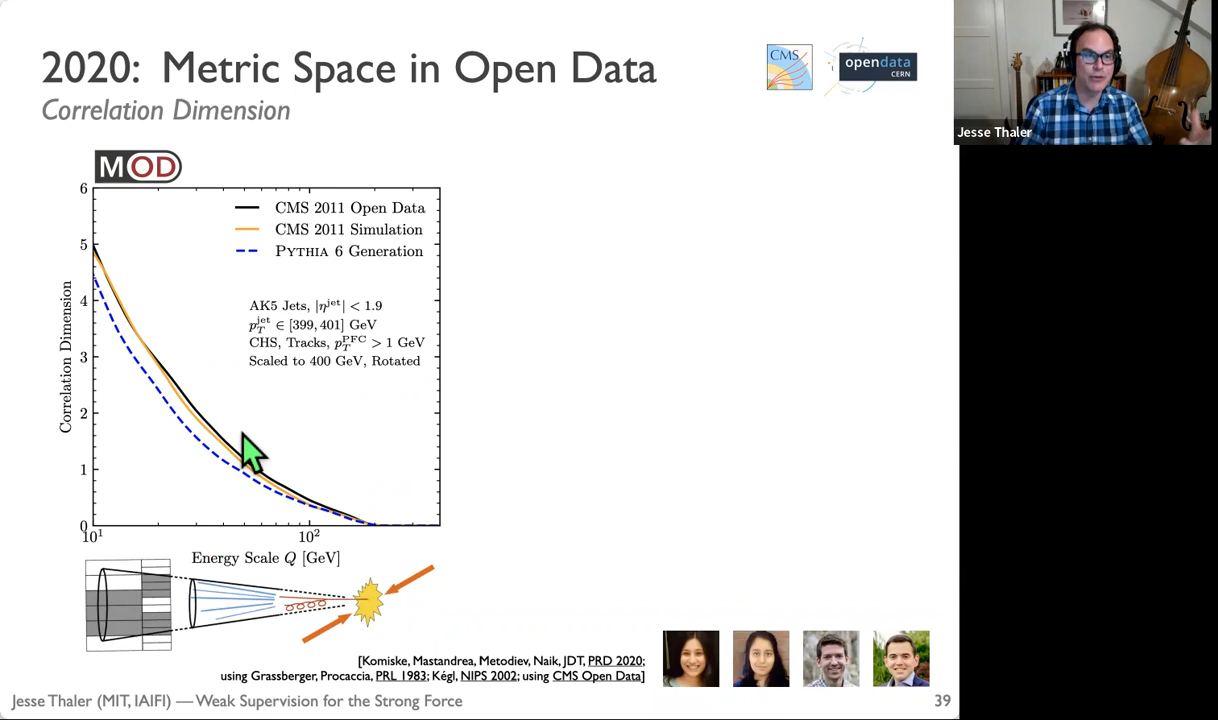 2020: Metric Space in Open Data
Correlation Dimension
CMS
opendata
CERN
Jesse Thaler
MOD
6
5
4
3
2
1
0
Correlation Dimension
CMS 2011 Open Data
CMS 2011 Simulation
PYTHIA 6 Generation
AK5 Jets, |η^jet| < 1.9
p_T^jet ∈ [399, 401] GeV
CHS, Tracks, p_T^PFC > 1 GeV
Scaled to 400 GeV, Rotated
10^1
10^2
Energy Scale Q [GeV]
[Komiske, Mastandrea, Metodiev, Naik, JDT, PRD 2020;
using Grassberger, Procaccia, PRL 1983; Kégl, NIPS 2002; using CMS Open Data]
Jesse Thaler (MIT, IAIFI) — Weak Supervision for the Strong Force
39